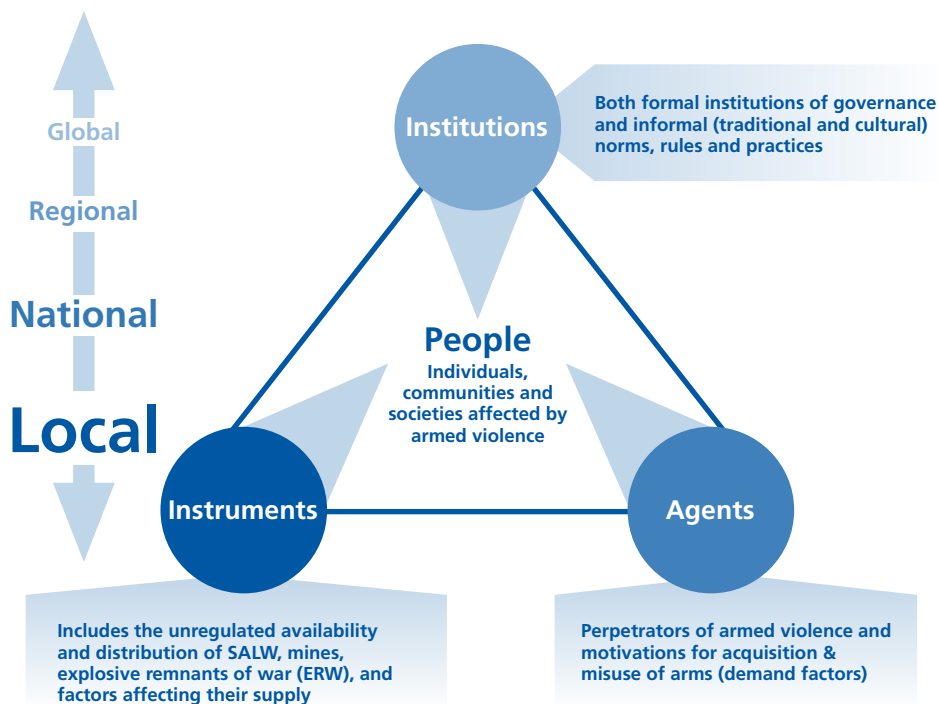 Global
Regional
National
Local
Institutions
Both formal institutions of governance
and informal (traditional and cultural)
norms, rules and practices
People
Individuals,
communities and
societies affected by
armed violence
Instruments
Agents
Includes the unregulated availability
and distribution of SALW, mines,
explosive remnants of war (ERW), and
factors affecting their supply
Perpetrators of armed violence and
motivations for acquisition &
misuse of arms (demand factors)